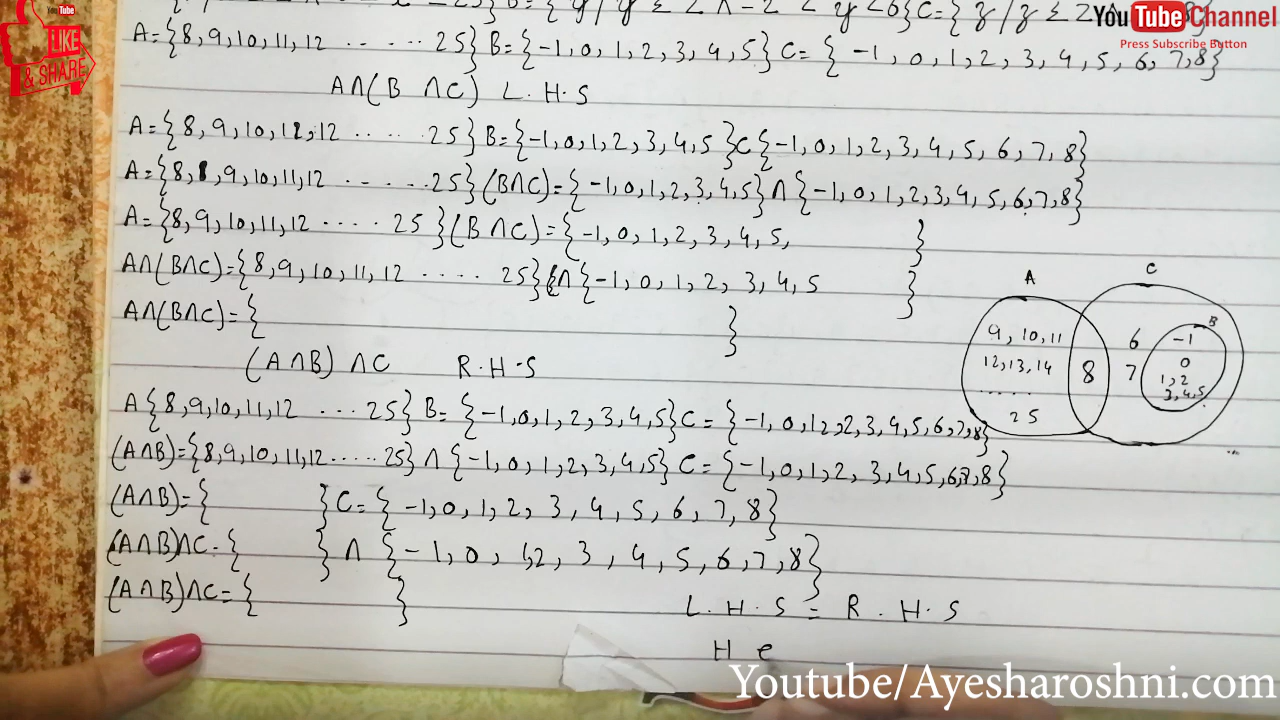 YouTube
LIKE
& SHARE
YouTube Channel
Press Subscribe Button
A={8,9,10,11,12 ..... 25} B={-1,0,1,2,3,4,5} C={-1,0,1,2,3,4,5,6,7,8}
A∩(B∩C) L.H.S
A={8,9,10,11,12 ..... 25} B={-1,0,1,2,3,4,5} C{-1,0,1,2,3,4,5,6,7,8}
A={8,9,10,11,12 ..... 25} (B∩C)={-1,0,1,2,3,4,5}∩{-1,0,1,2,3,4,5,6,7,8}
A={8,9,10,11,12 .... 25}(B∩C)={-1,0,1,2,3,4,5, }
A∩(B∩C)={8,9,10,11,12 .... 25}∩{-1,0,1,2,3,4,5 }
A∩(B∩C)={ }
(A∩B)∩C R.H.S
A{8,9,10,11,12 ... 25} B={-1,0,1,2,3,4,5} C={-1,0,1,2,3,4,5,6,7,8}
(A∩B)={8,9,10,11,12.....25}∩{-1,0,1,2,3,4,5} C={-1,0,1,2,3,4,5,6,7,8}
(A∩B)={ } C={-1,0,1,2,3,4,5,6,7,8}
(A∩B)∩C={ } ∩ {-1,0,1,2,3,4,5,6,7,8}
(A∩B)∩C={ }
L.H.S = R.H.S
H e
A
C
B
9, 10, 11
12,13,14
......
25
8
6
7
-1
0
1,2
3,4,5
Youtube/Ayesharoshni.com